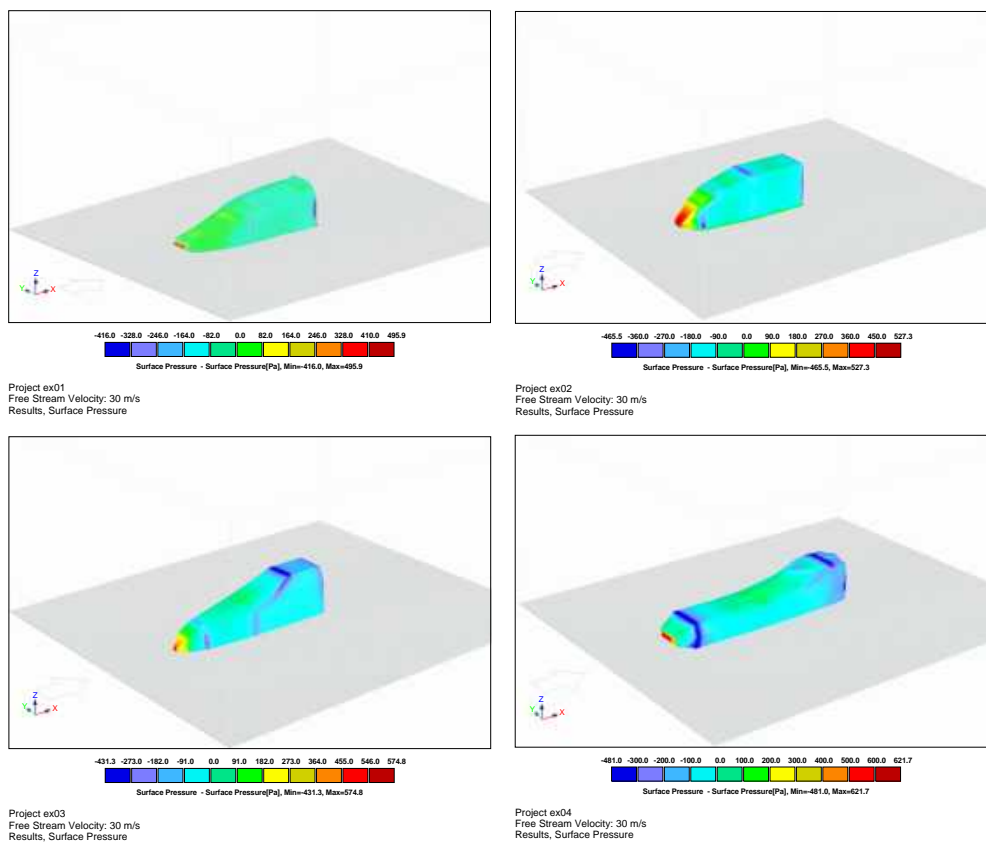 Z
Y X
-416.0 -328.0 -246.0 -164.0 -82.0 0.0 82.0 164.0 246.0 328.0 410.0 495.9
Surface Pressure - Surface Pressure[Pa], Min=-416.0, Max=495.9
Project ex01
Free Stream Velocity: 30 m/s
Results, Surface Pressure
Z
Y X
-465.5 -360.0 -270.0 -180.0 -90.0 0.0 90.0 180.0 270.0 360.0 450.0 527.3
Surface Pressure - Surface Pressure[Pa], Min=-465.5, Max=527.3
Project ex02
Free Stream Velocity: 30 m/s
Results, Surface Pressure
Z
Y X
-431.3 -273.0 -182.0 -91.0 0.0 91.0 182.0 273.0 364.0 455.0 546.0 574.8
Surface Pressure - Surface Pressure[Pa], Min=-431.3, Max=574.8
Project ex03
Free Stream Velocity: 30 m/s
Results, Surface Pressure
Z
Y X
-481.0 -300.0 -200.0 -100.0 0.0 100.0 200.0 300.0 400.0 500.0 600.0 621.7
Surface Pressure - Surface Pressure[Pa], Min=-481.0, Max=621.7
Project ex04
Free Stream Velocity: 30 m/s
Results, Surface Pressure